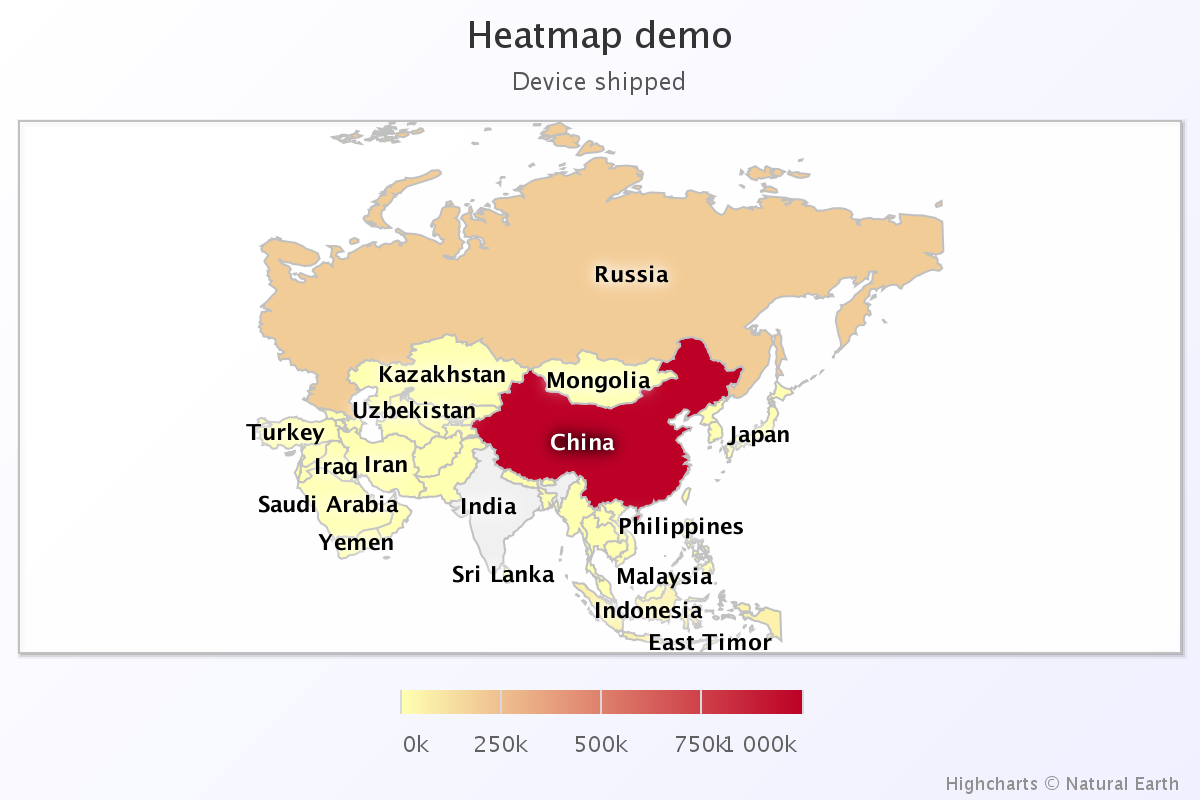 Heatmap demo
Device shipped
Russia
Kazakhstan
Mongolia
Uzbekistan
Turkey
China
Japan
Iraq
Iran
Saudi Arabia
India
Philippines
Yemen
Sri Lanka
Malaysia
Indonesia
East Timor
0k 250k 500k 750k 1 000k
Highcharts © Natural Earth